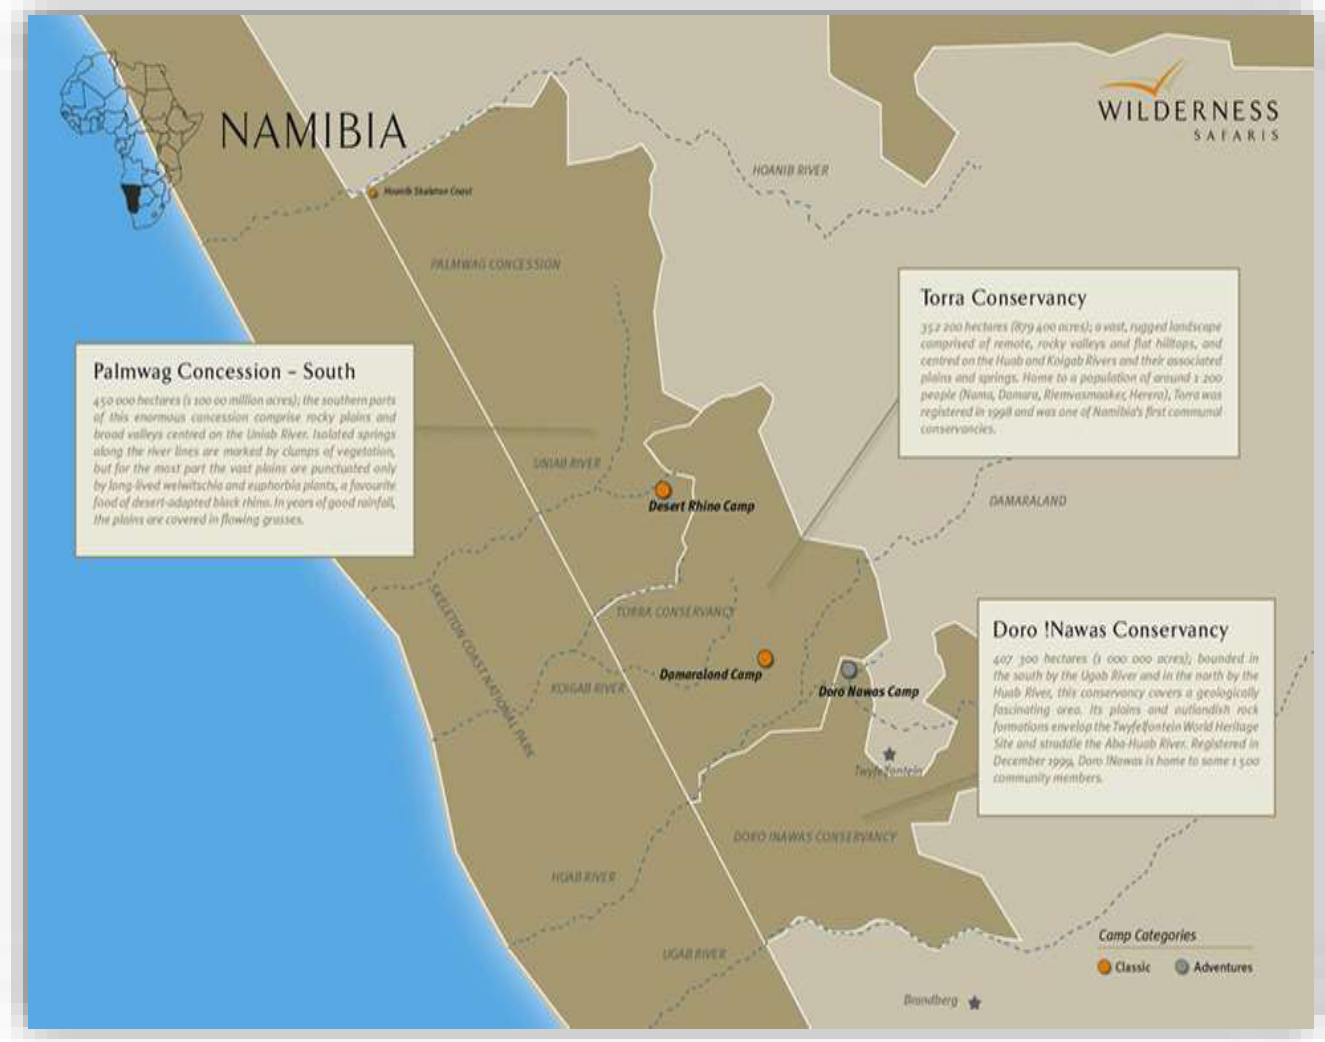 NAMIBIA
WILDERNESS
SAFARIS
HOANIB RIVER
Hoanib Skeleton Coast
PALMWAG CONCESSION
Torra Conservancy
352 200 hectares (879 400 acres); a vast, rugged landscape
comprised of remote, rocky valleys and flat hilltops, and
centred on the Huab and Koigab Rivers and their associated
plains and springs. Home to a population of around 1 200
people (Nama, Damara, Riemvasmaaker, Herero), Torra was
registered in 1998 and was one of Namibia's first communal
conservancies.
Palmwag Concession – South
450 000 hectares (1 100 00 million acres); the southern parts
of this enormous concession comprise rocky plains and
broad valleys centred on the Uniab River. Isolated springs
along the river lines are marked by clumps of vegetation,
but for the most part the vast plains are punctuated only
by long-lived welwitschia and euphorbia plants, a favourite
food of desert-adapted black rhino. In years of good rainfall,
the plains are covered in flowing grasses.
UNIAB RIVER
Desert Rhino Camp
DAMARALAND
SKELETON COAST NATIONAL PARK
TORRA CONSERVANCY
Damaraland Camp
KOIGAB RIVER
Doro Nawas Camp
Doro !Nawas Conservancy
407 300 hectares (1 000 000 acres); bounded in
the south by the Ugab River and in the north by the
Huab River, this conservancy covers a geologically
fascinating area. Its plains and outlandish rock
formations envelop the Twyfelfontein World Heritage
Site and straddle the Aba-Huab River. Registered in
December 1999, Doro !Nawas is home to some 1 500
community members.
Twyfelfontein
DORO !NAWAS CONSERVANCY
HUAB RIVER
UGAB RIVER
Camp Categories
Classic
Adventures
Brandberg